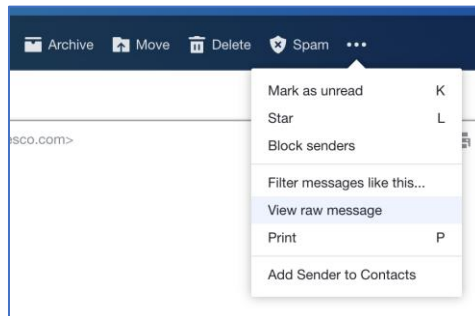 Archive Move Delete Spam •••
Mark as unread K
Star L
esco.com>
Block senders
Filter messages like this...
View raw message
Print P
Add Sender to Contacts